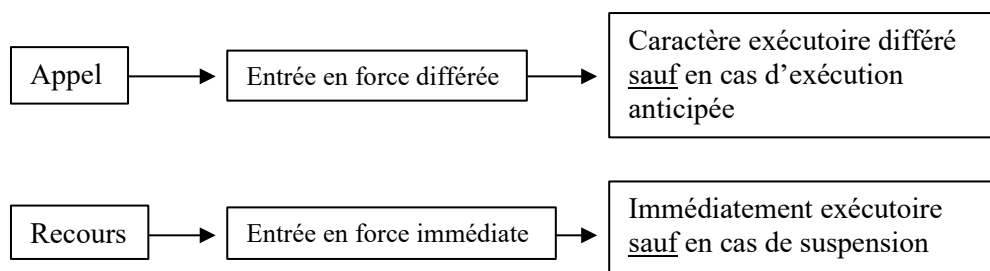 Appel
Entrée en force différée
Caractère exécutoire différé
sauf en cas d’exécution
anticipée
Recours
Entrée en force immédiate
Immédiatement exécutoire
sauf en cas de suspension